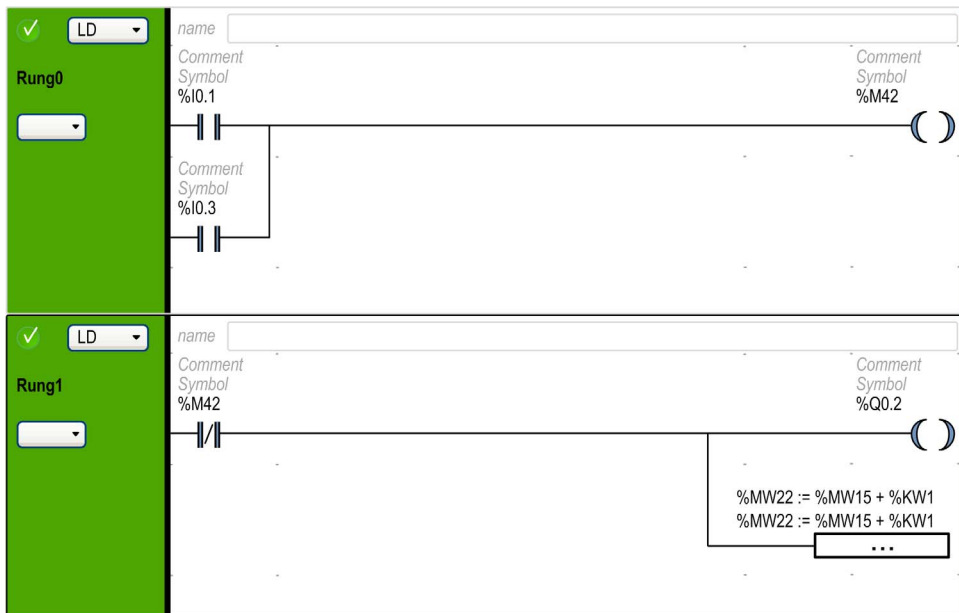 LD
name
Rung0
Comment
Symbol
%I0.1
Comment
Symbol
%M42
Comment
Symbol
%I0.3
LD
name
Rung1
Comment
Symbol
%M42
Comment
Symbol
%Q0.2
%MW22 := %MW15 + %KW1
%MW22 := %MW15 + %KW1
...